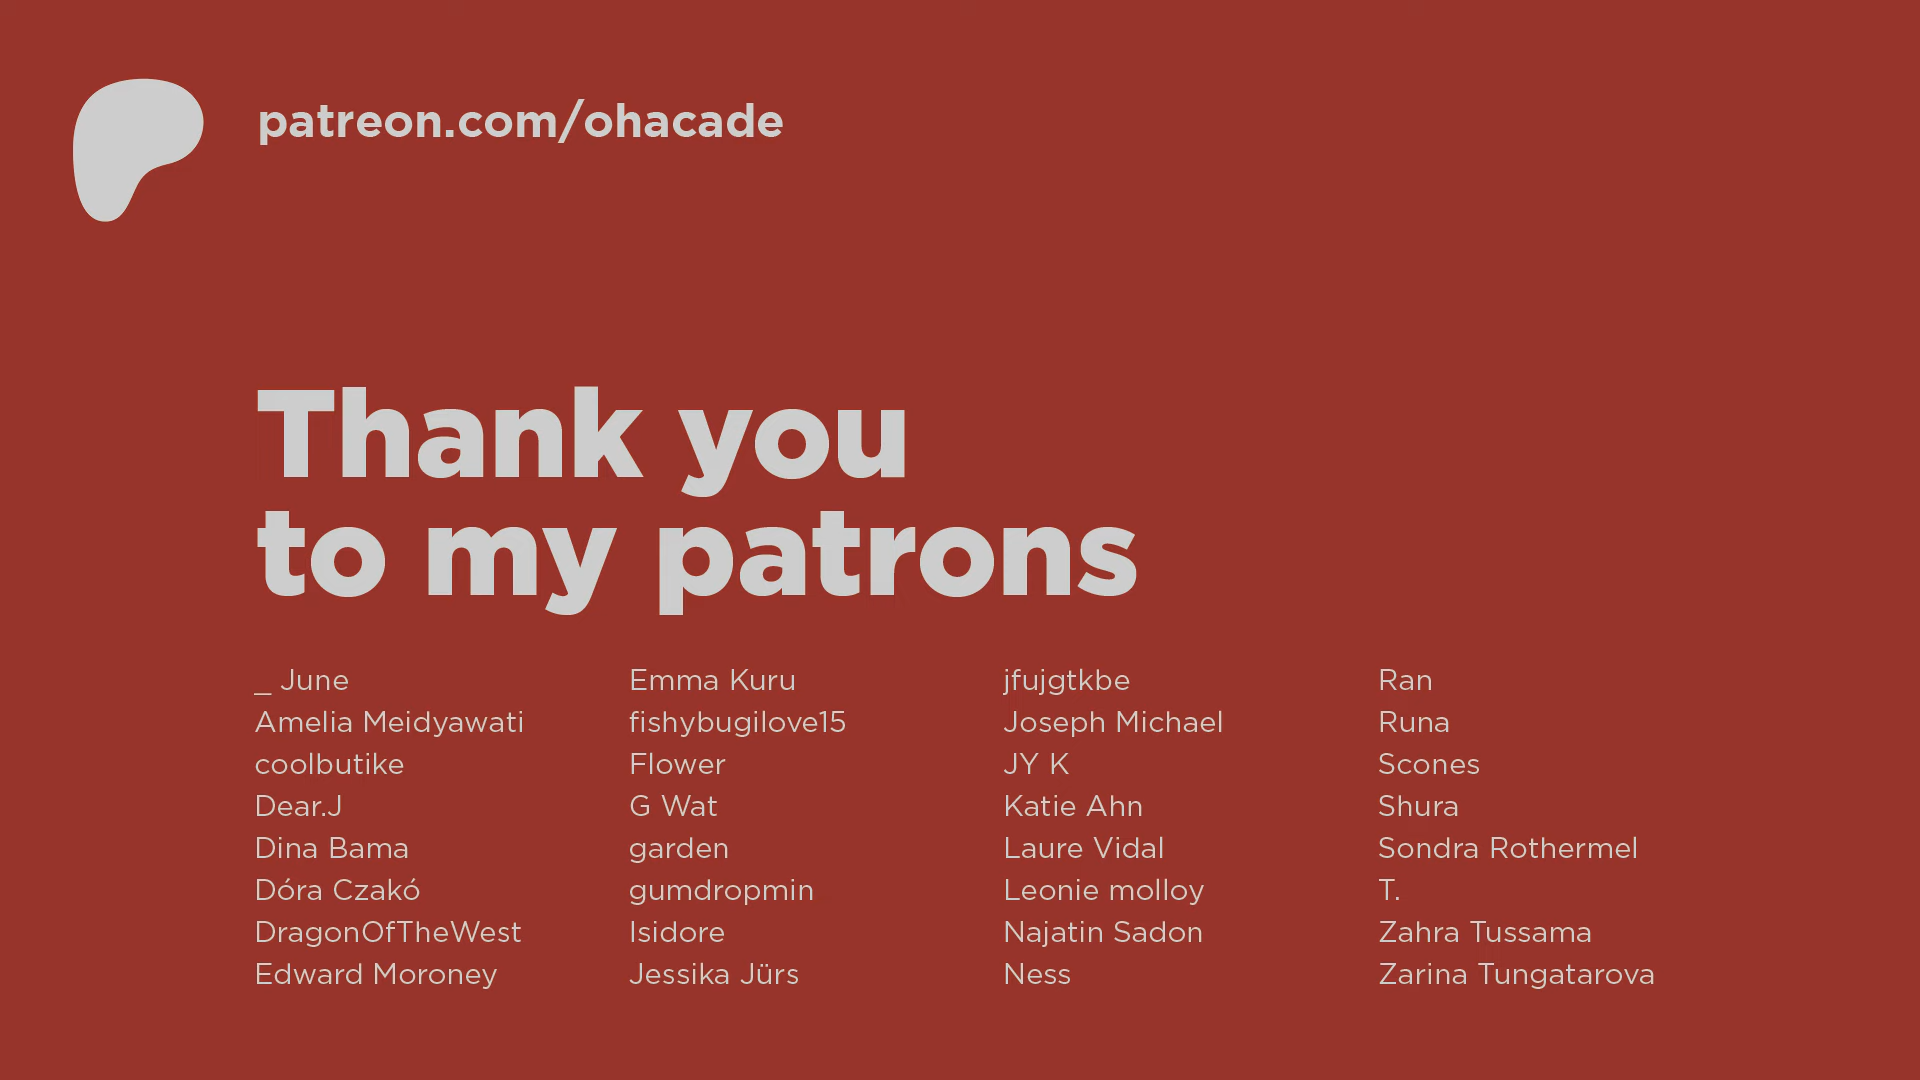 patreon.com/ohacade
Thank you
to my patrons
_ June
Amelia Meidyawati
coolbutike
Dear.J
Dina Bama
Dóra Czakó
DragonOfTheWest
Edward Moroney
Emma Kuru
fishybugilove15
Flower
G Wat
garden
gumdropmin
Isidore
Jessika Jürs
jfujgtkbe
Joseph Michael
JY K
Katie Ahn
Laure Vidal
Leonie molloy
Najatin Sadon
Ness
Ran
Runa
Scones
Shura
Sondra Rothermel
T.
Zahra Tussama
Zarina Tungatarova